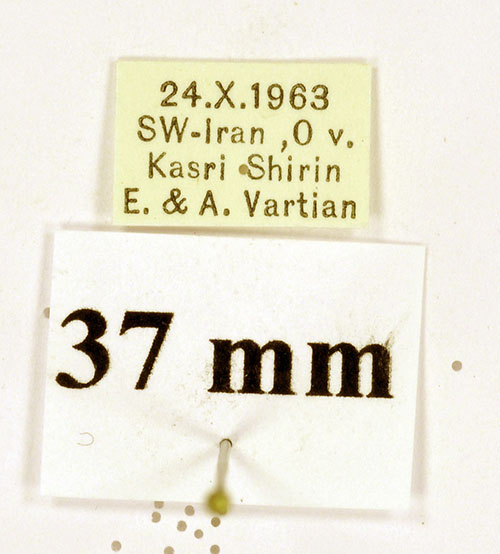 24.X.1963
SW-Iran ,O v.
Kasri Shirin
E. & A. Vartian
37 mm